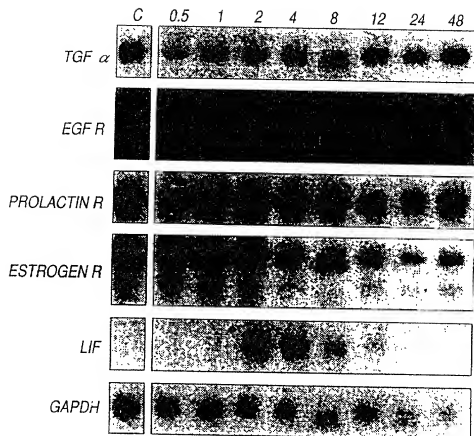 C 0.5 1 2 4 8 12 24 48
TGF α
EGF R
PROLACTIN R
ESTROGEN R
LIF
GAPDH